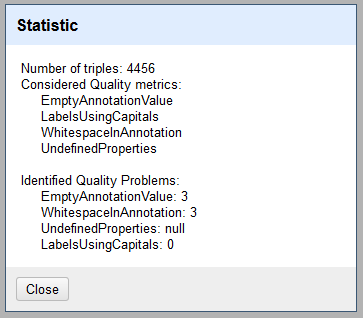 Statistic
Number of triples: 4456
Considered Quality metrics:
EmptyAnnotationValue
LabelsUsingCapitals
WhitespaceInAnnotation
UndefinedProperties
Identified Quality Problems:
EmptyAnnotationValue: 3
WhitespaceInAnnotation: 3
UndefinedProperties: null
LabelsUsingCapitals: 0
Close